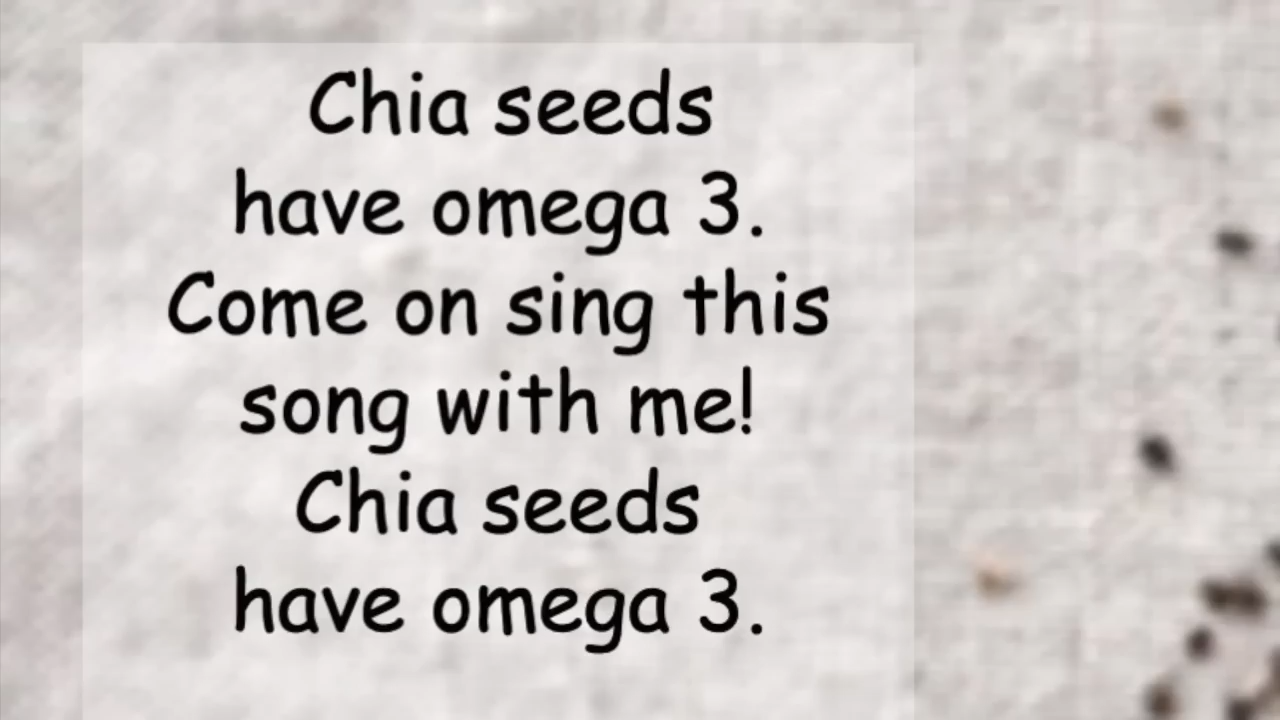 Chia seeds
have omega 3.
Come on sing this
song with me!
Chia seeds
have omega 3.